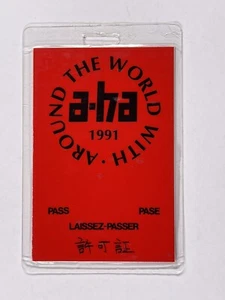 AROUND THE WORLD WITH ·
a-ha
1991
PASS PASE
LAISSEZ-PASSER
許可証